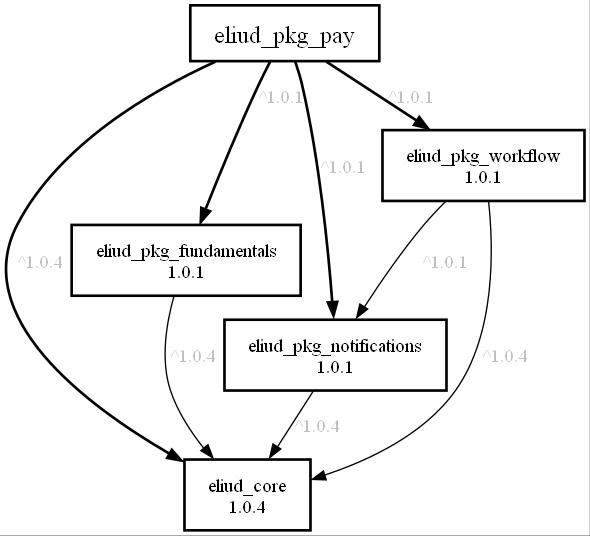 eliud_pkg_pay
^1.0.1
^1.0.1
^1.0.1
eliud_pkg_workflow
1.0.1
eliud_pkg_fundamentals
1.0.1
^1.0.4
^1.0.1
eliud_pkg_notifications
1.0.1
^1.0.4
^1.0.4
^1.0.4
eliud_core
1.0.4